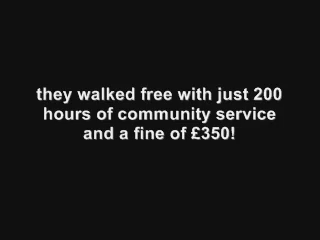 they walked free with just 200
hours of community service
and a fine of £350!